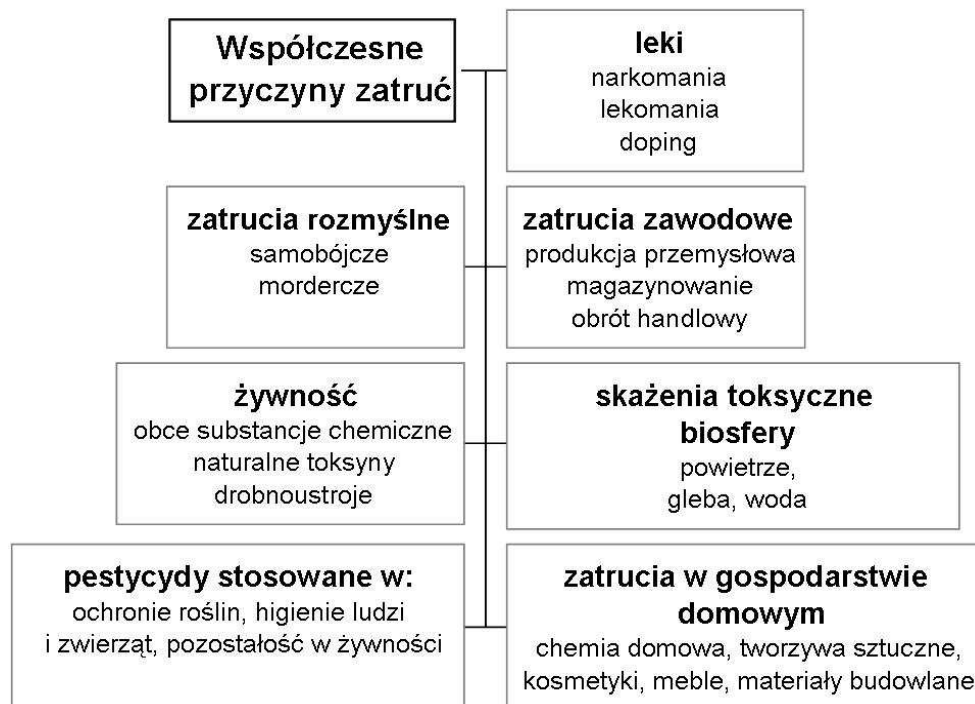 Współczesne
przyczyny zatruć
leki
narkomania
lekomania
doping
zatrucia rozmyślne
samobójcze
mordercze
zatrucia zawodowe
produkcja przemysłowa
magazynowanie
obrót handlowy
żywność
obce substancje chemiczne
naturalne toksyny
drobnoustroje
skażenia toksyczne
biosfery
powietrze,
gleba, woda
pestycydy stosowane w:
ochronie roślin, higienie ludzi
i zwierząt, pozostałość w żywności
zatrucia w gospodarstwie
domowym
chemia domowa, tworzywa sztuczne,
kosmetyki, meble, materiały budowlane